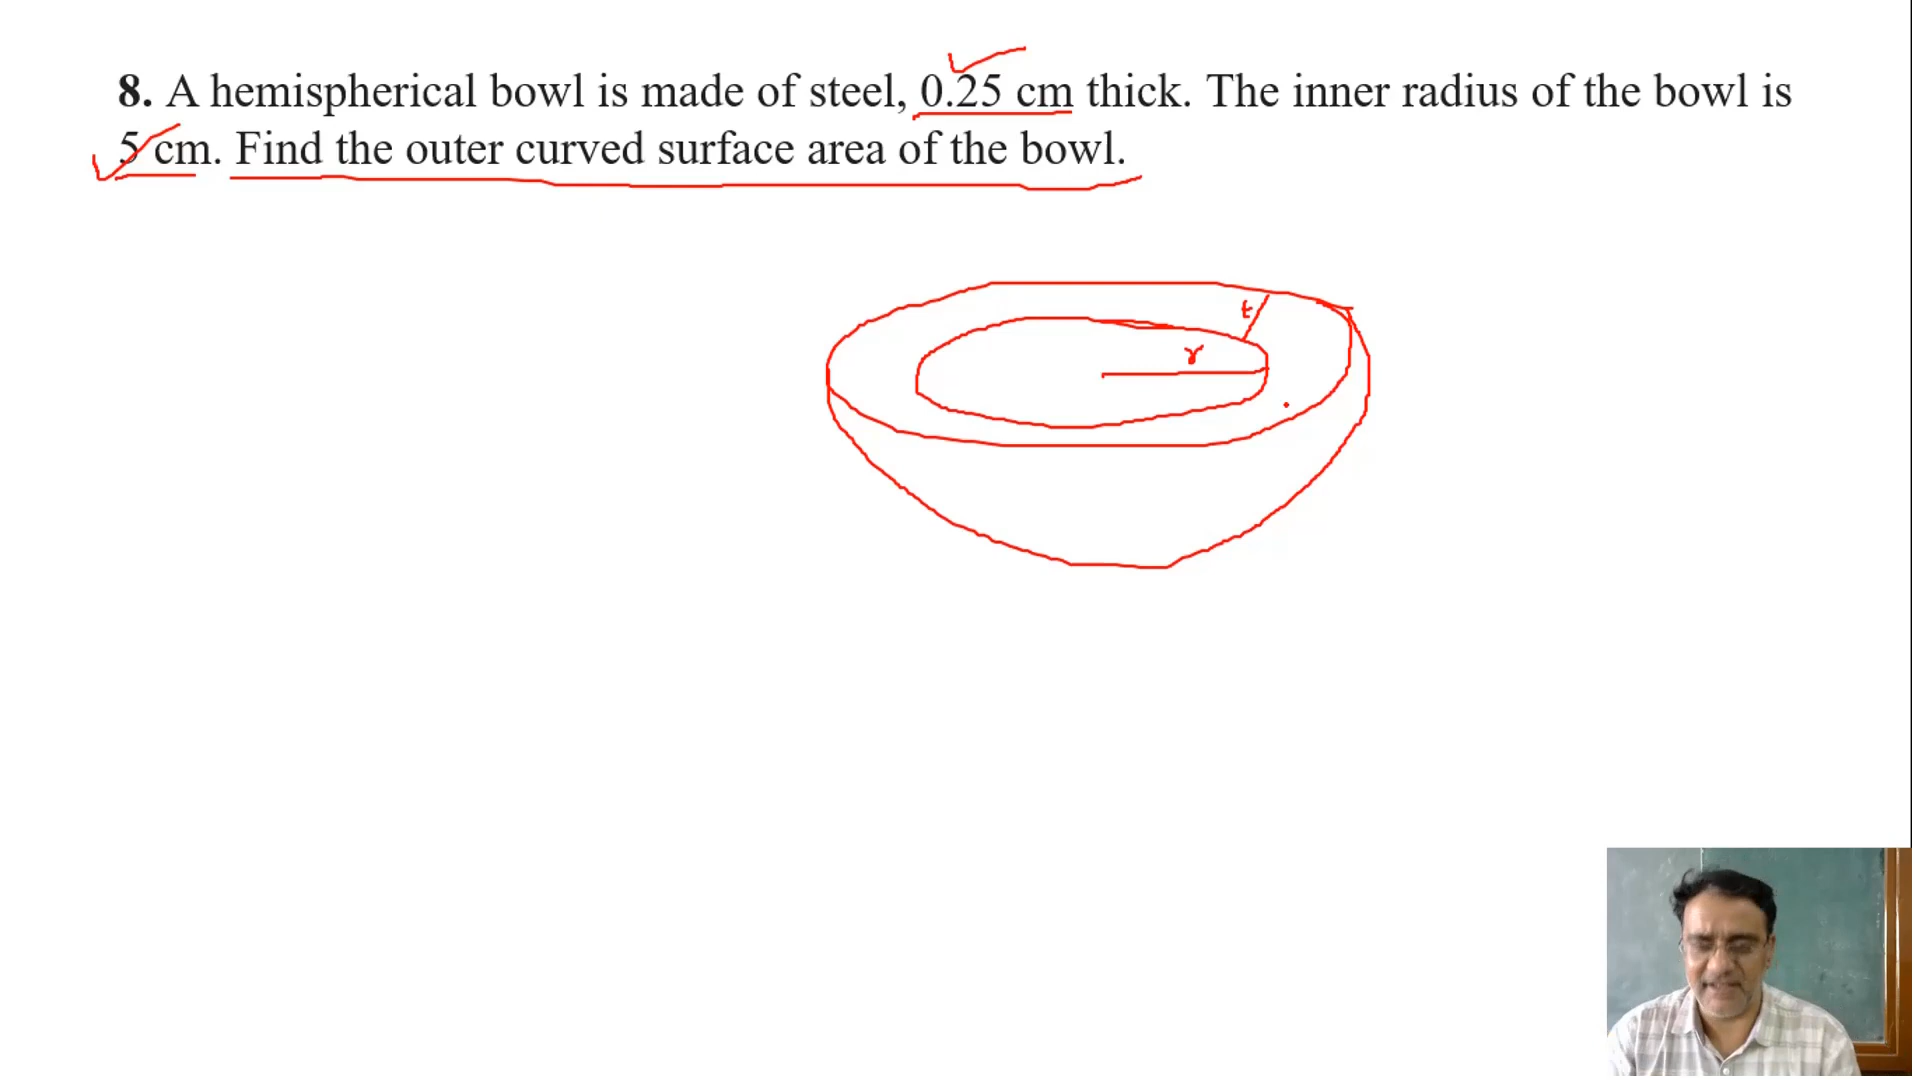 8. A hemispherical bowl is made of steel, 0.25 cm thick. The inner radius of the bowl is
5 cm. Find the outer curved surface area of the bowl.
t
r